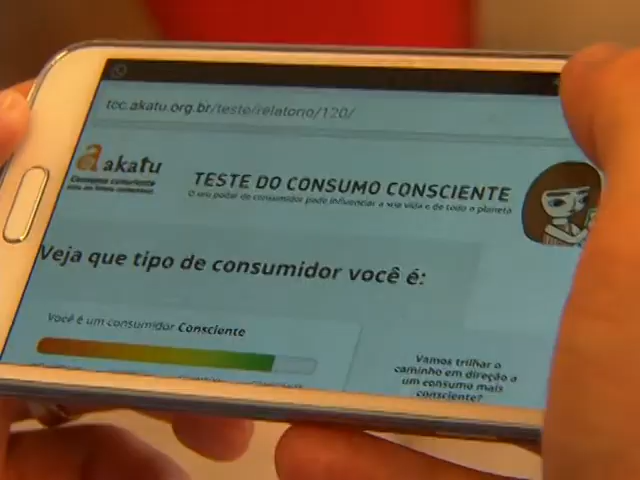 tcc.akatu.org.br/teste/relatorio/120/
a akatu
Consumo consciente
TESTE DO CONSUMO CONSCIENTE
O seu poder de consumidor pode influenciar a sua vida e de todo o planeta
Veja que tipo de consumidor você é:
Você é um consumidor Consciente
Vamos trilhar o
caminho em direção a
um consumo mais
consciente?